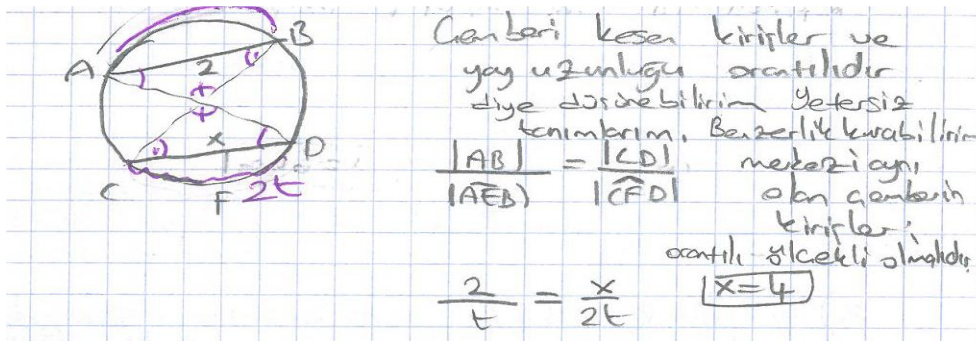 A
B
2
x
C
D
F
2t
Çemberi kesen kirişler ve
yay uzunluğu orantılıdır
diye düşünebilirim Yetersiz
tanımlarım. Benzerlik kurabilirim
|AB| / |AEB| = |CD| / |CFD|
merkezi aynı
olan çemberin
kirişler;
orantılı ölçekli olmalıdır
2/t = x/2t
x=4